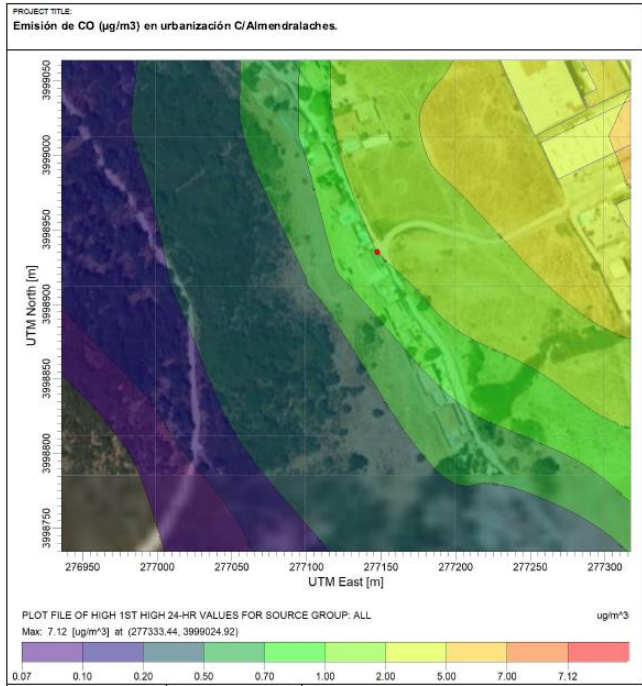 PROJECT TITLE:
Emisión de CO (µg/m3) en urbanización C/Almendralaches.
UTM North [m]
3999050
3999000
3998950
3998900
3998850
3998800
3998750
276950 277000 277050 277100 277150 277200 277250 277300
UTM East [m]
PLOT FILE OF HIGH 1ST HIGH 24-HR VALUES FOR SOURCE GROUP: ALL
ug/m^3
Max: 7.12 [ug/m^3] at (277333.44, 3999024.92)
0.07 0.10 0.20 0.50 0.70 1.00 2.00 5.00 7.00 7.12